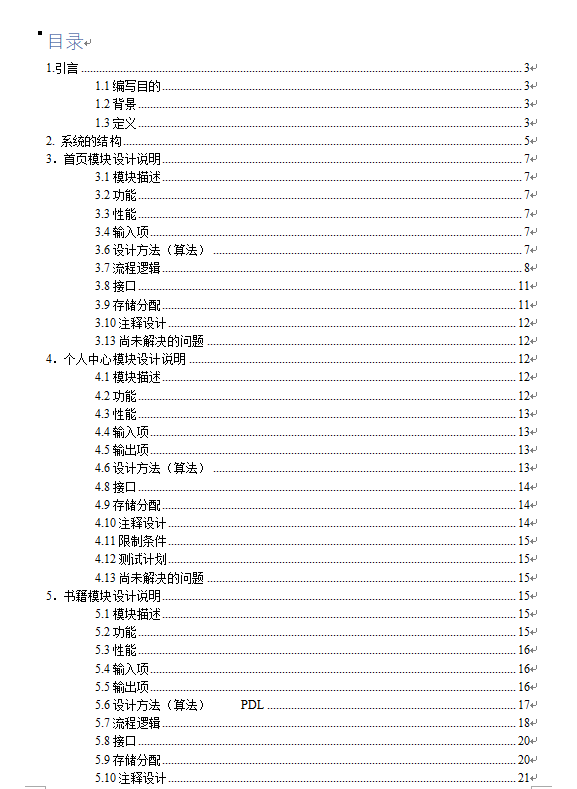 目录
1.引言 3
1.1 编写目的 3
1.2 背景 3
1.3 定义 3
2. 系统的结构 5
3．首页模块设计说明 7
3.1 模块描述 7
3.2 功能 7
3.3 性能 7
3.4 输入项 7
3.6 设计方法（算法） 7
3.7 流程逻辑 8
3.8 接口 11
3.9 存储分配 11
3.10 注释设计 12
3.13 尚未解决的问题 12
4．个人中心模块设计说明 12
4.1 模块描述 12
4.2 功能 12
4.3 性能 13
4.4 输入项 13
4.5 输出项 13
4.6 设计方法（算法） 13
4.8 接口 14
4.9 存储分配 14
4.10 注释设计 14
4.11 限制条件 15
4.12 测试计划 15
4.13 尚未解决的问题 15
5．书籍模块设计说明 15
5.1 模块描述 15
5.2 功能 15
5.3 性能 16
5.4 输入项 16
5.5 输出项 16
5.6 设计方法（算法） PDL 17
5.7 流程逻辑 18
5.8 接口 20
5.9 存储分配 20
5.10 注释设计 21